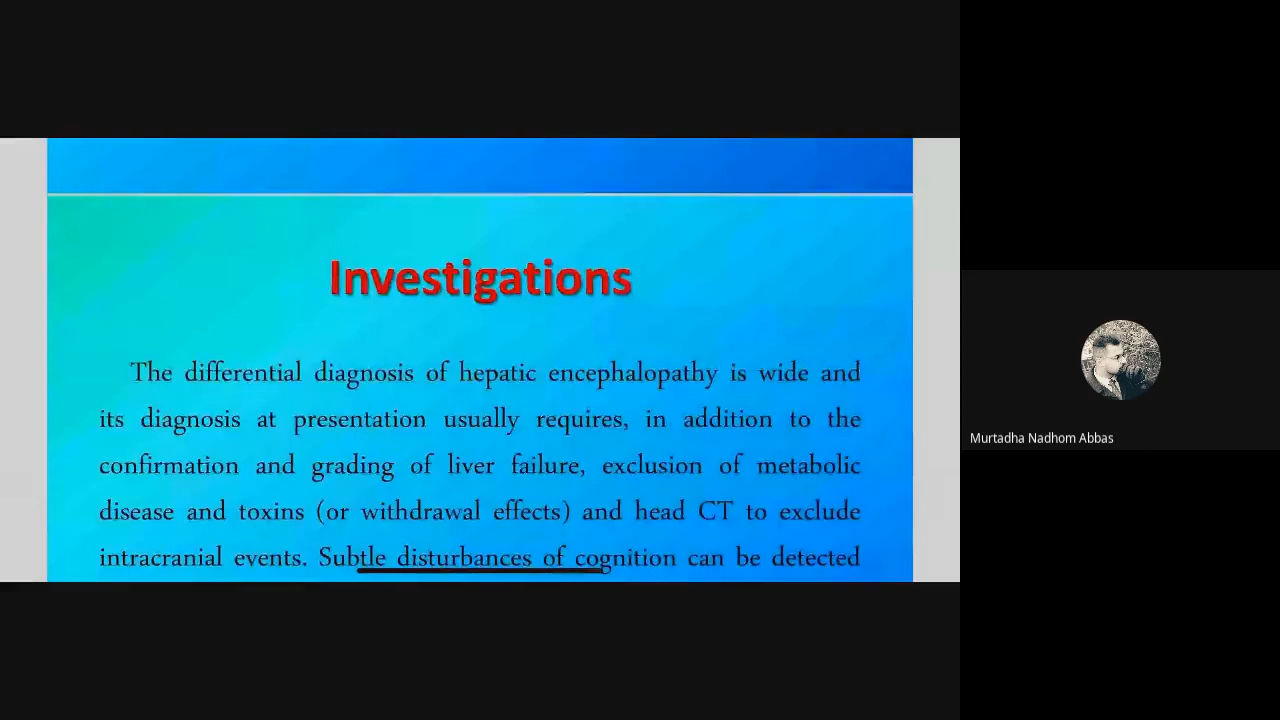 Investigations
The differential diagnosis of hepatic encephalopathy is wide and
its diagnosis at presentation usually requires, in addition to the
confirmation and grading of liver failure, exclusion of metabolic
disease and toxins (or withdrawal effects) and head CT to exclude
intracranial events. Subtle disturbances of cognition can be detected
Murtadha Nadhom Abbas